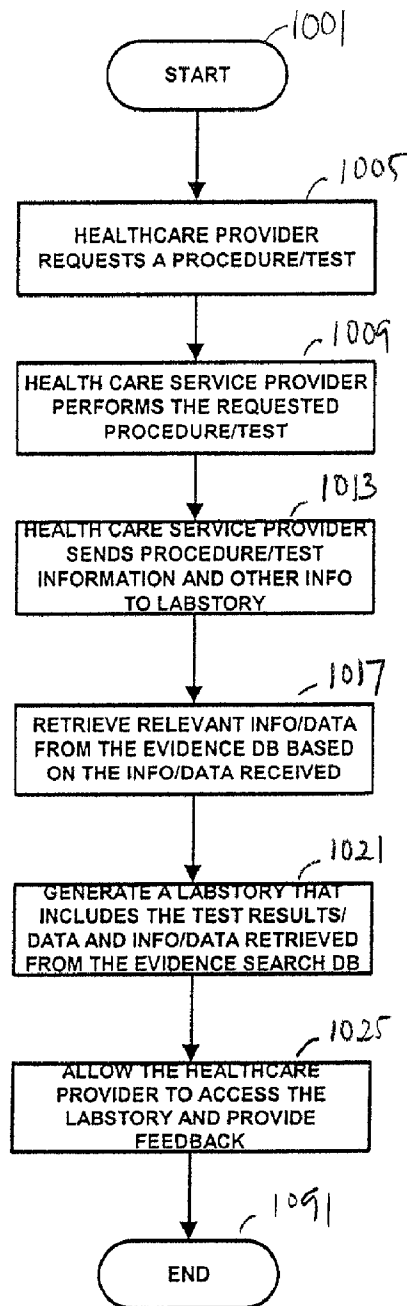 1001
START
1005
HEALTHCARE PROVIDER
REQUESTS A PROCEDURE/TEST
1009
HEALTH CARE SERVICE PROVIDER
PERFORMS THE REQUESTED
PROCEDURE/TEST
1013
HEALTH CARE SERVICE PROVIDER
SENDS PROCEDURE/TEST
INFORMATION AND OTHER INFO
TO LABSTORY
1017
RETRIEVE RELEVANT INFO/DATA
FROM THE EVIDENCE DB BASED
ON THE INFO/DATA RECEIVED
1021
GENERATE A LABSTORY THAT
INCLUDES THE TEST RESULTS/
DATA AND INFO/DATA RETRIEVED
FROM THE EVIDENCE SEARCH DB
1025
ALLOW THE HEALTHCARE
PROVIDER TO ACCESS THE
LABSTORY AND PROVIDE
FEEDBACK
1091
END